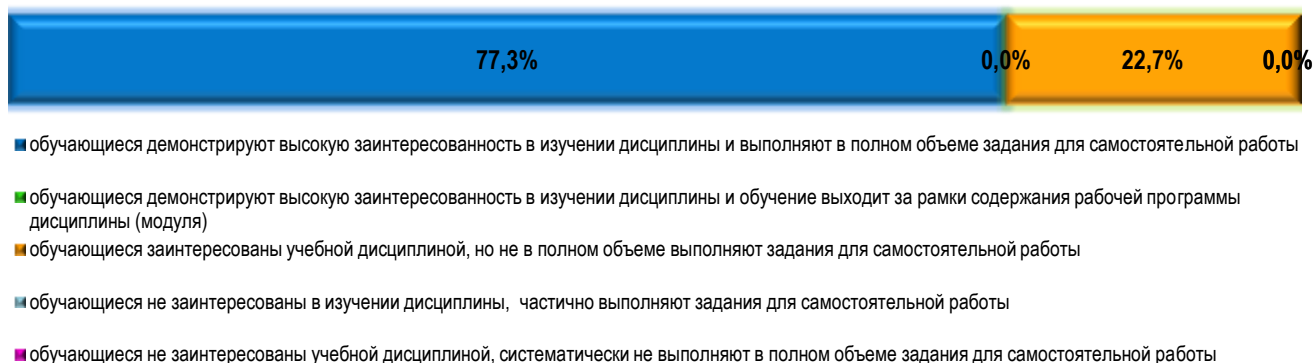 77,3% 0,0% 22,7% 0,0%
обучающиеся демонстрируют высокую заинтересованность в изучении дисциплины и выполняют в полном объеме задания для самостоятельной работы
обучающиеся демонстрируют высокую заинтересованность в изучении дисциплины и обучение выходит за рамки содержания рабочей программы
дисциплины (модуля)
обучающиеся заинтересованы учебной дисциплиной, но не в полном объеме выполняют задания для самостоятельной работы
обучающиеся не заинтересованы в изучении дисциплины, частично выполняют задания для самостоятельной работы
обучающиеся не заинтересованы учебной дисциплиной, систематически не выполняют в полном объеме задания для самостоятельной работы